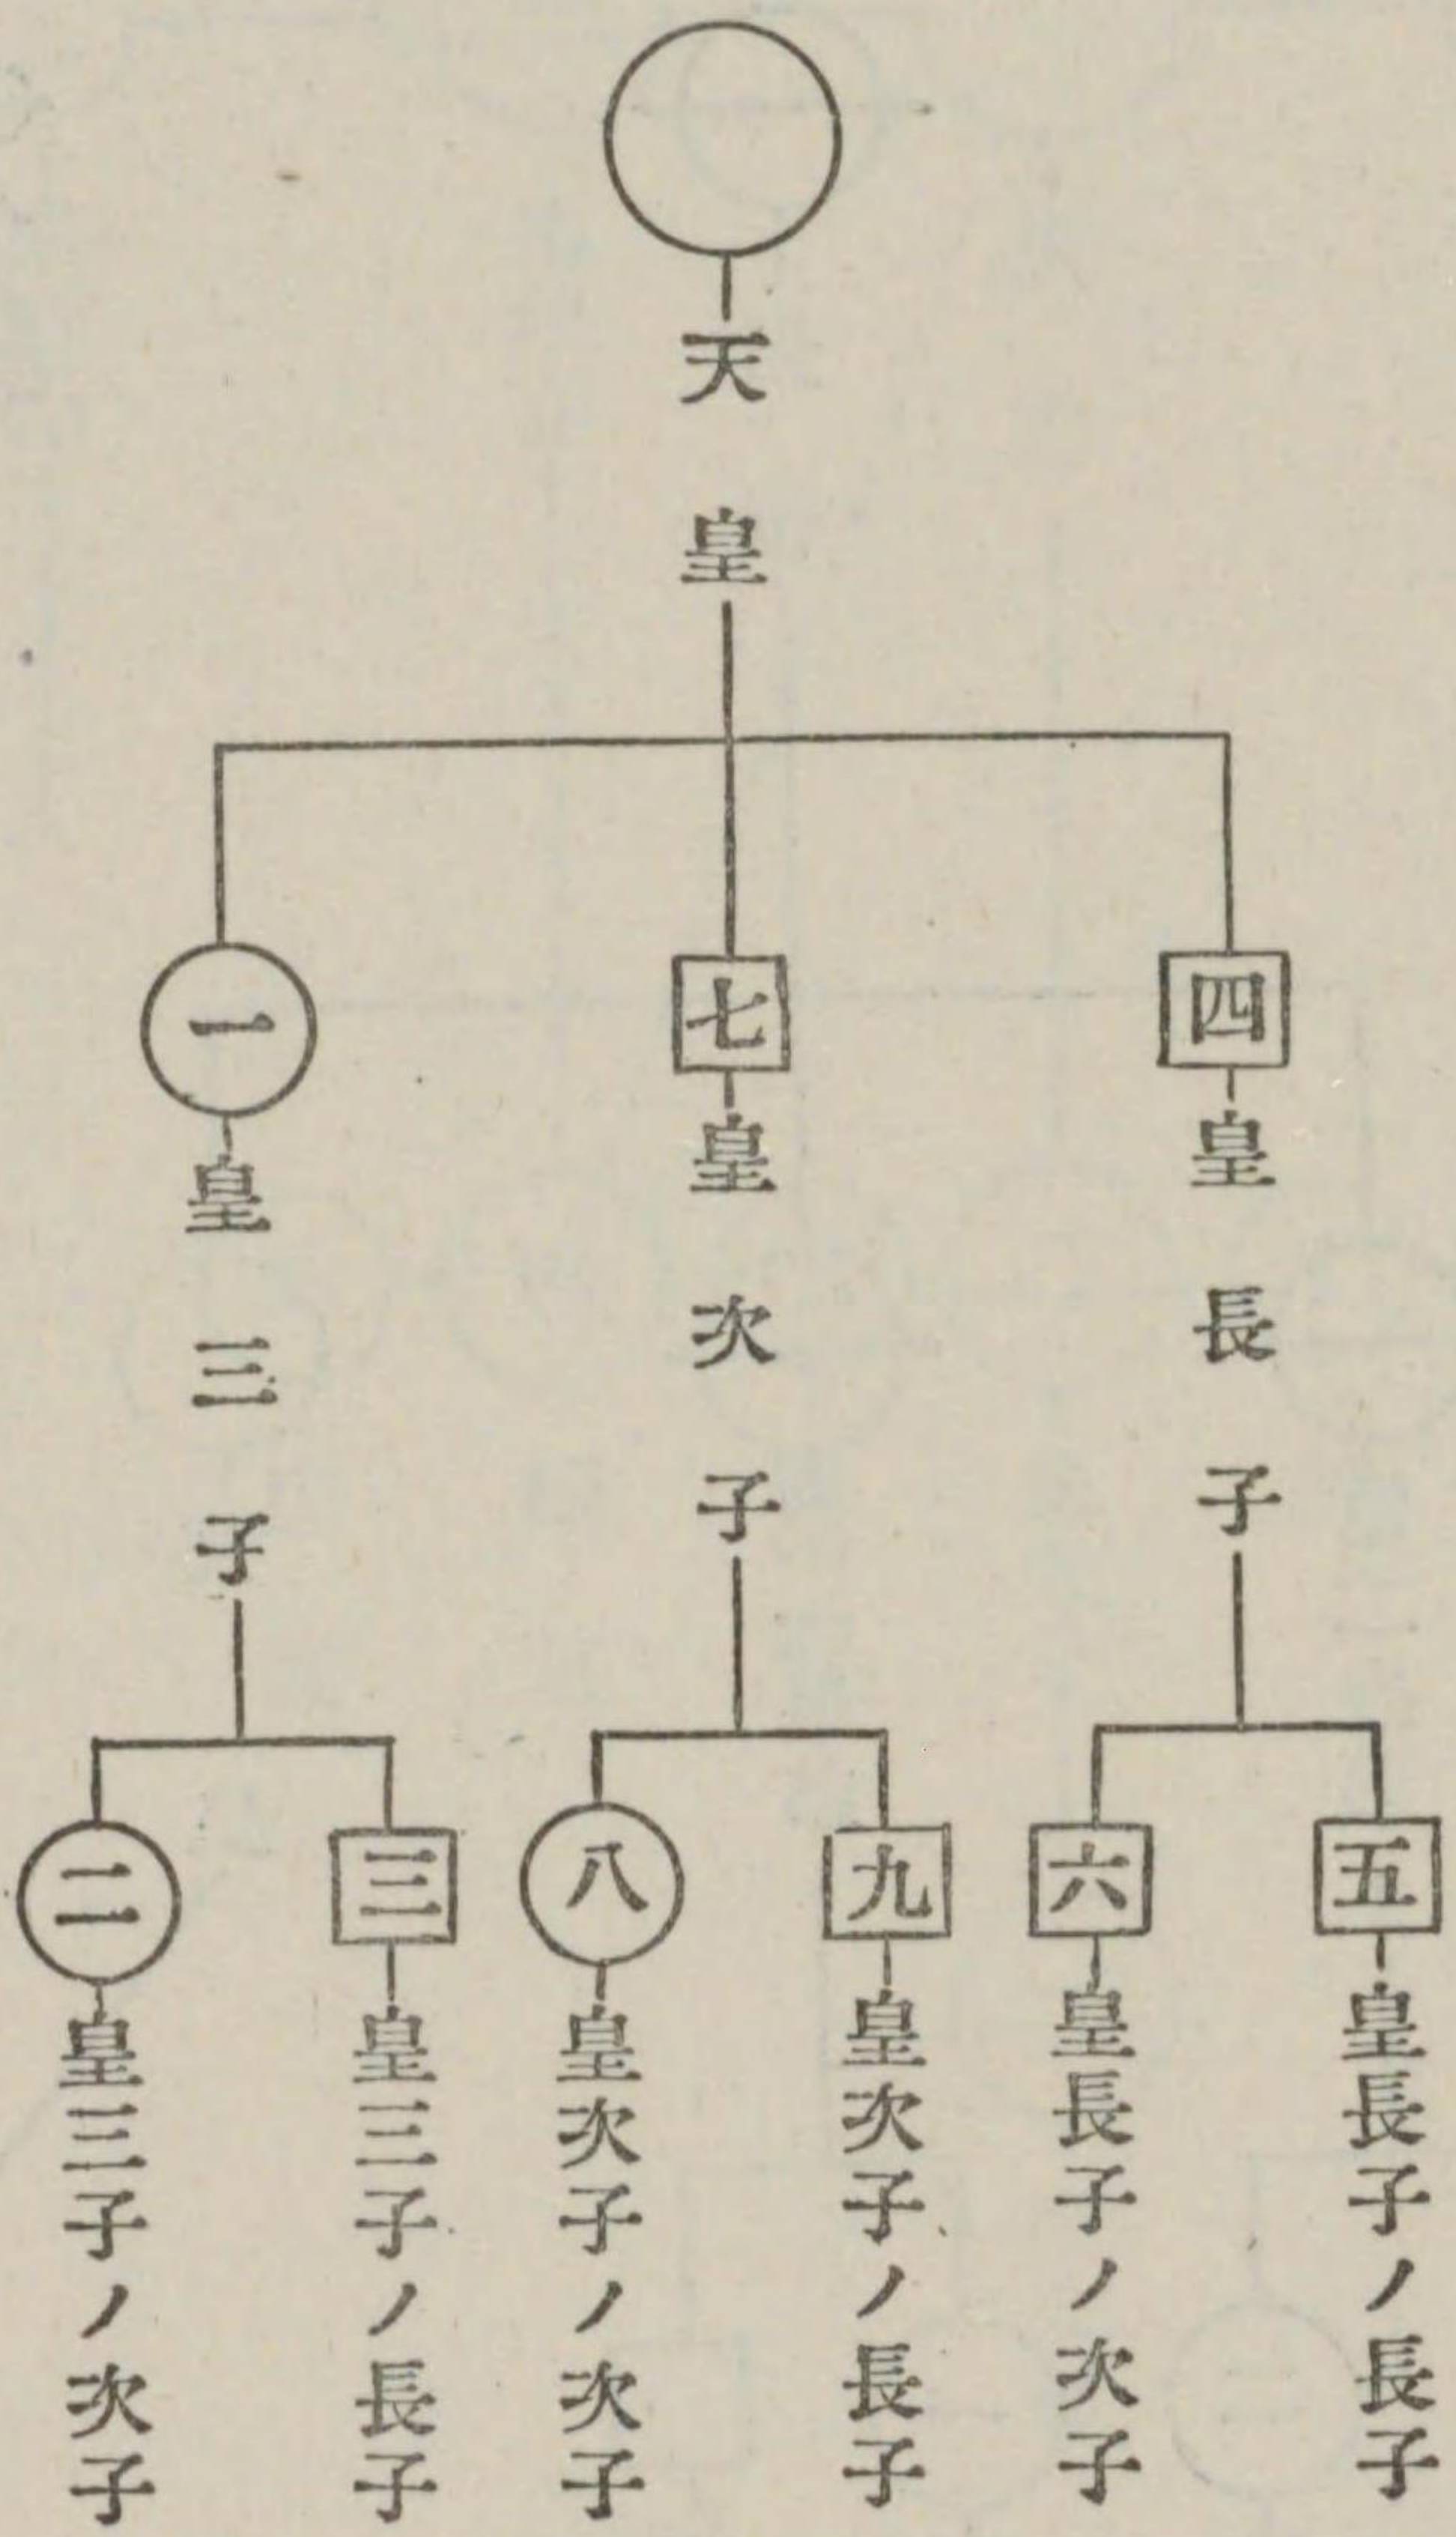 天皇
四
皇長子
七
皇次子
一
皇三子
五
皇長子ノ長子
六
皇長子ノ次子
九
皇次子ノ長子
八
皇次子ノ次子
三
皇三子ノ長子
二
皇三子ノ次子